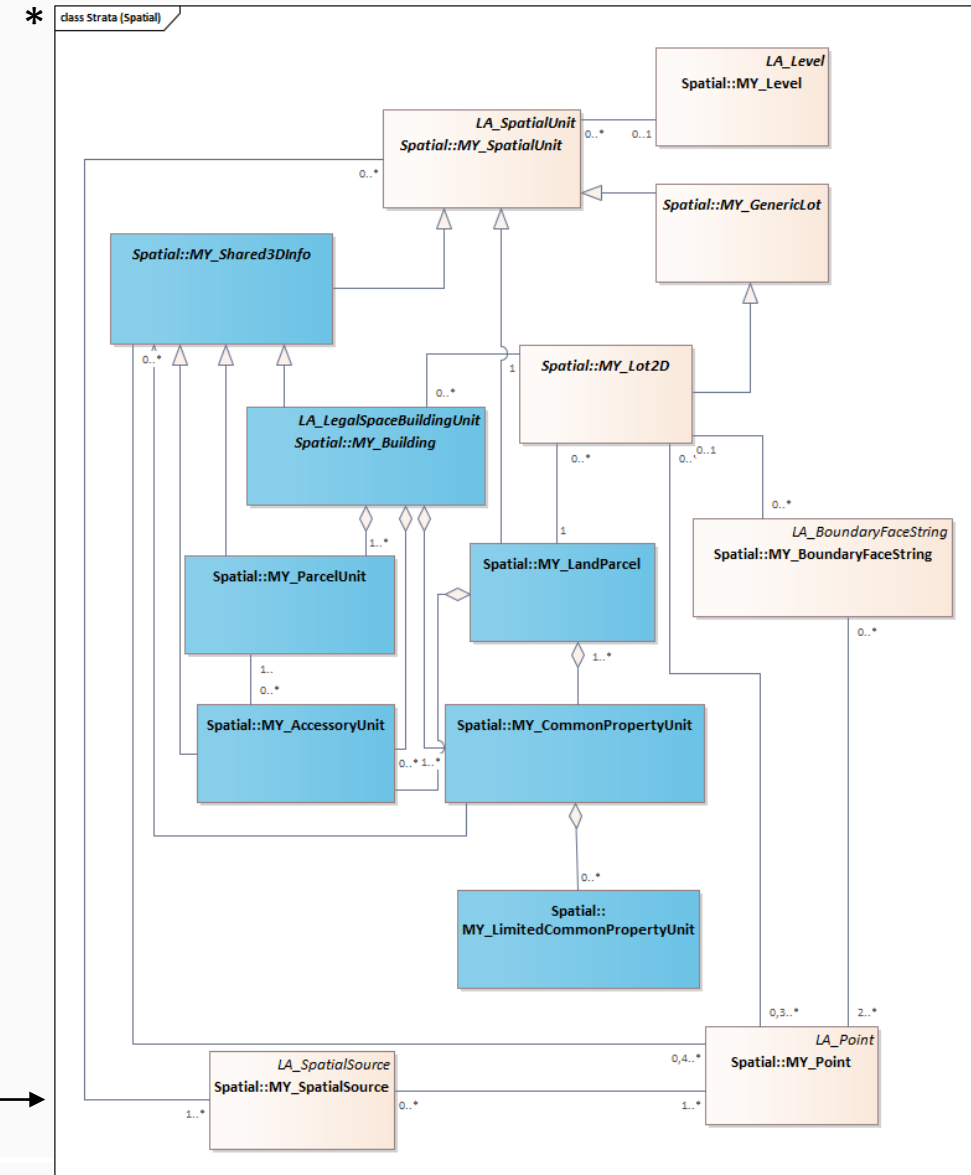 *
class Strata (Spatial)
LA_Level
Spatial::MY_Level
LA_SpatialUnit
Spatial::MY_SpatialUnit
0..*
0..1
0..*
Spatial::MY_GenericLot
Spatial::MY_Shared3DInfo
0..*
1
Spatial::MY_Lot2D
0..*
LA_LegalSpaceBuildingUnit
Spatial::MY_Building
0..*
0..
0..1
0..*
1..*
1
LA_BoundaryFaceString
Spatial::MY_BoundaryFaceString
Spatial::MY_ParcelUnit
Spatial::MY_LandParcel
0..*
1..*
1..
0..*
Spatial::MY_AccessoryUnit
Spatial::MY_CommonPropertyUnit
0..*
1..*
0..*
Spatial::
MY_LimitedCommonPropertyUnit
0,3..*
2..*
LA_Point
Spatial::MY_Point
0,4..*
LA_SpatialSource
Spatial::MY_SpatialSource
1..*
0..*
1..*